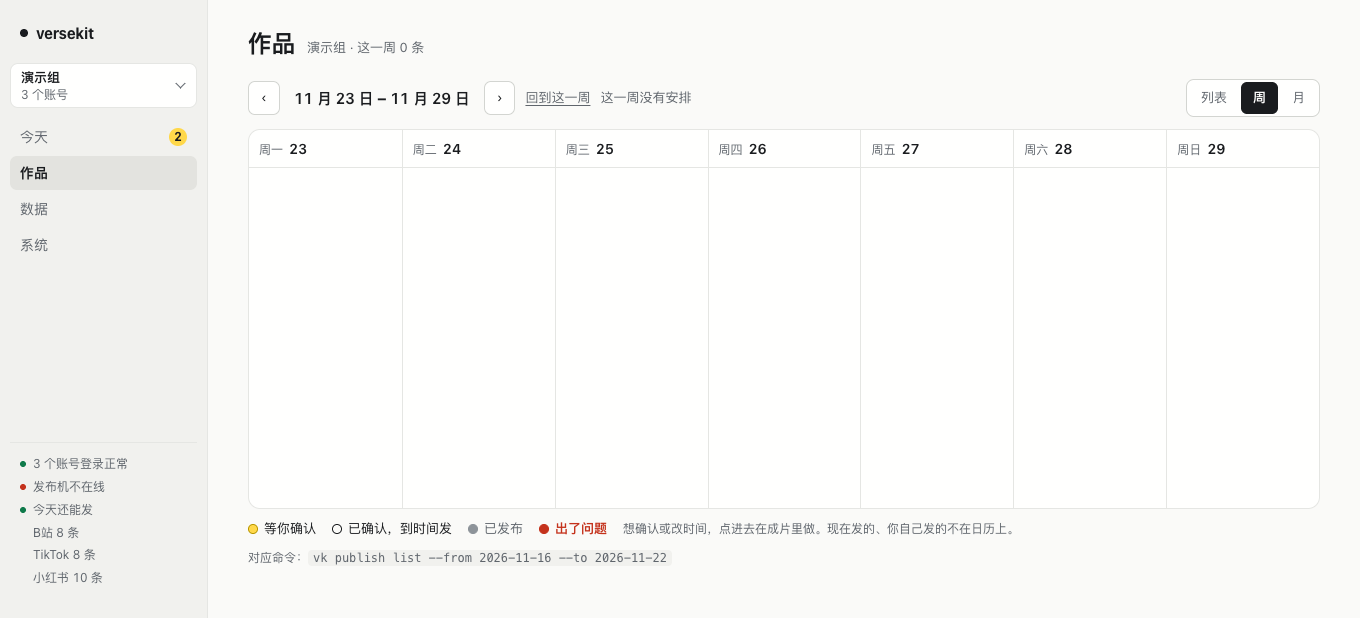 versekit
演示组
3 个账号
今天 2
作品
数据
系统
3 个账号登录正常
发布机不在线
今天还能发
B站 8 条
TikTok 8 条
小红书 10 条
作品 演示组 · 这一周 0 条
‹ 11 月 23 日 – 11 月 29 日 › 回到这一周 这一周没有安排 列表 周 月
周一 23 周二 24 周三 25 周四 26 周五 27 周六 28 周日 29
等你确认 已确认，到时间发 已发布 出了问题 想确认或改时间，点进去在成片里做。现在发的、你自己发的不在日历上。
对应命令： vk publish list --from 2026-11-16 --to 2026-11-22